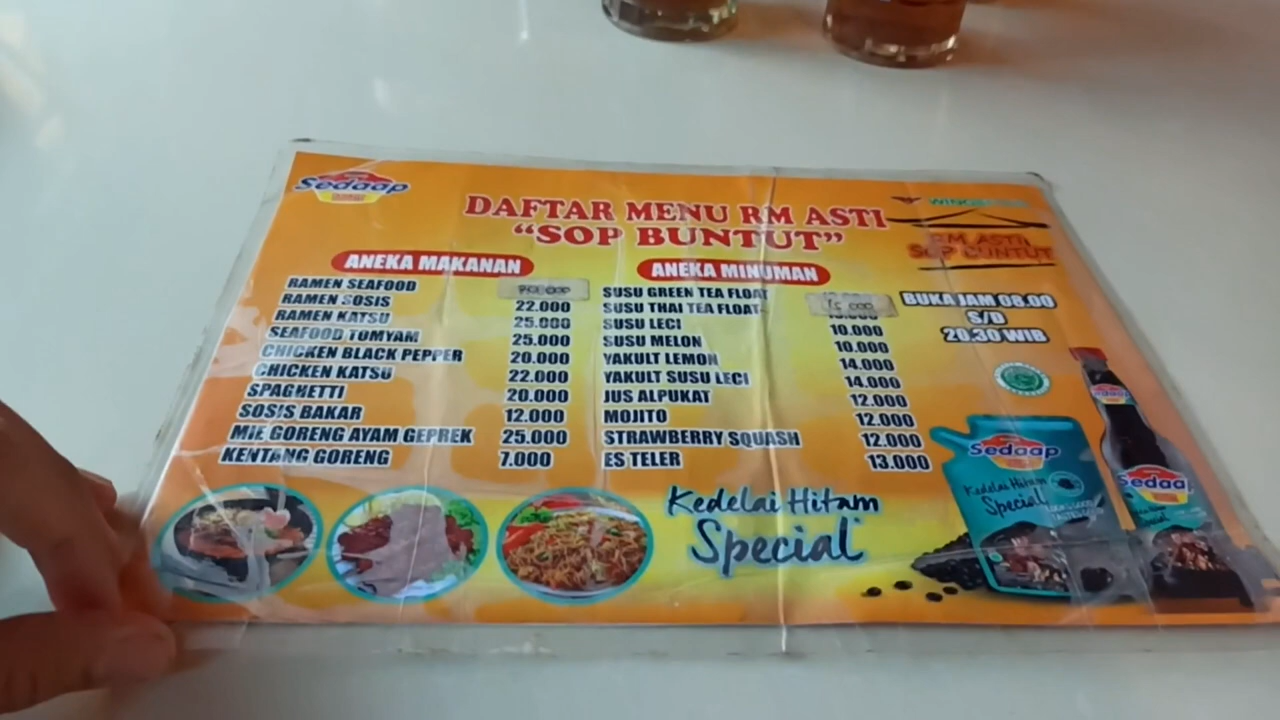 Sedaap
DAFTAR MENU RM ASTI
"SOP BUNTUT"
WINGS
RM ASTI
SOP BUNTUT
ANEKA MAKANAN
RAMEN SEAFOOD
RAMEN SOSIS 22.000
RAMEN KATSU 25.000
SEAFOOD TOMYAM 25.000
CHICKEN BLACK PEPPER 20.000
CHICKEN KATSU 22.000
SPAGHETTI 20.000
SOSIS BAKAR 12.000
MIE GORENG AYAM GEPREK 25.000
KENTANG GORENG 7.000
ANEKA MINUMAN
SUSU GREEN TEA FLOAT
SUSU THAI TEA FLOAT
SUSU LECI 10.000
SUSU MELON 10.000
YAKULT LEMON 14.000
YAKULT SUSU LECI 14.000
JUS ALPUKAT 12.000
MOJITO 12.000
STRAWBERRY SQUASH 12.000
ES TELER 13.000
BUKA JAM 08.00
S/D
20.30 WIB
Kedelai Hitam
Special
Sedaap
Kedelai Hitam
Special
Sedaap